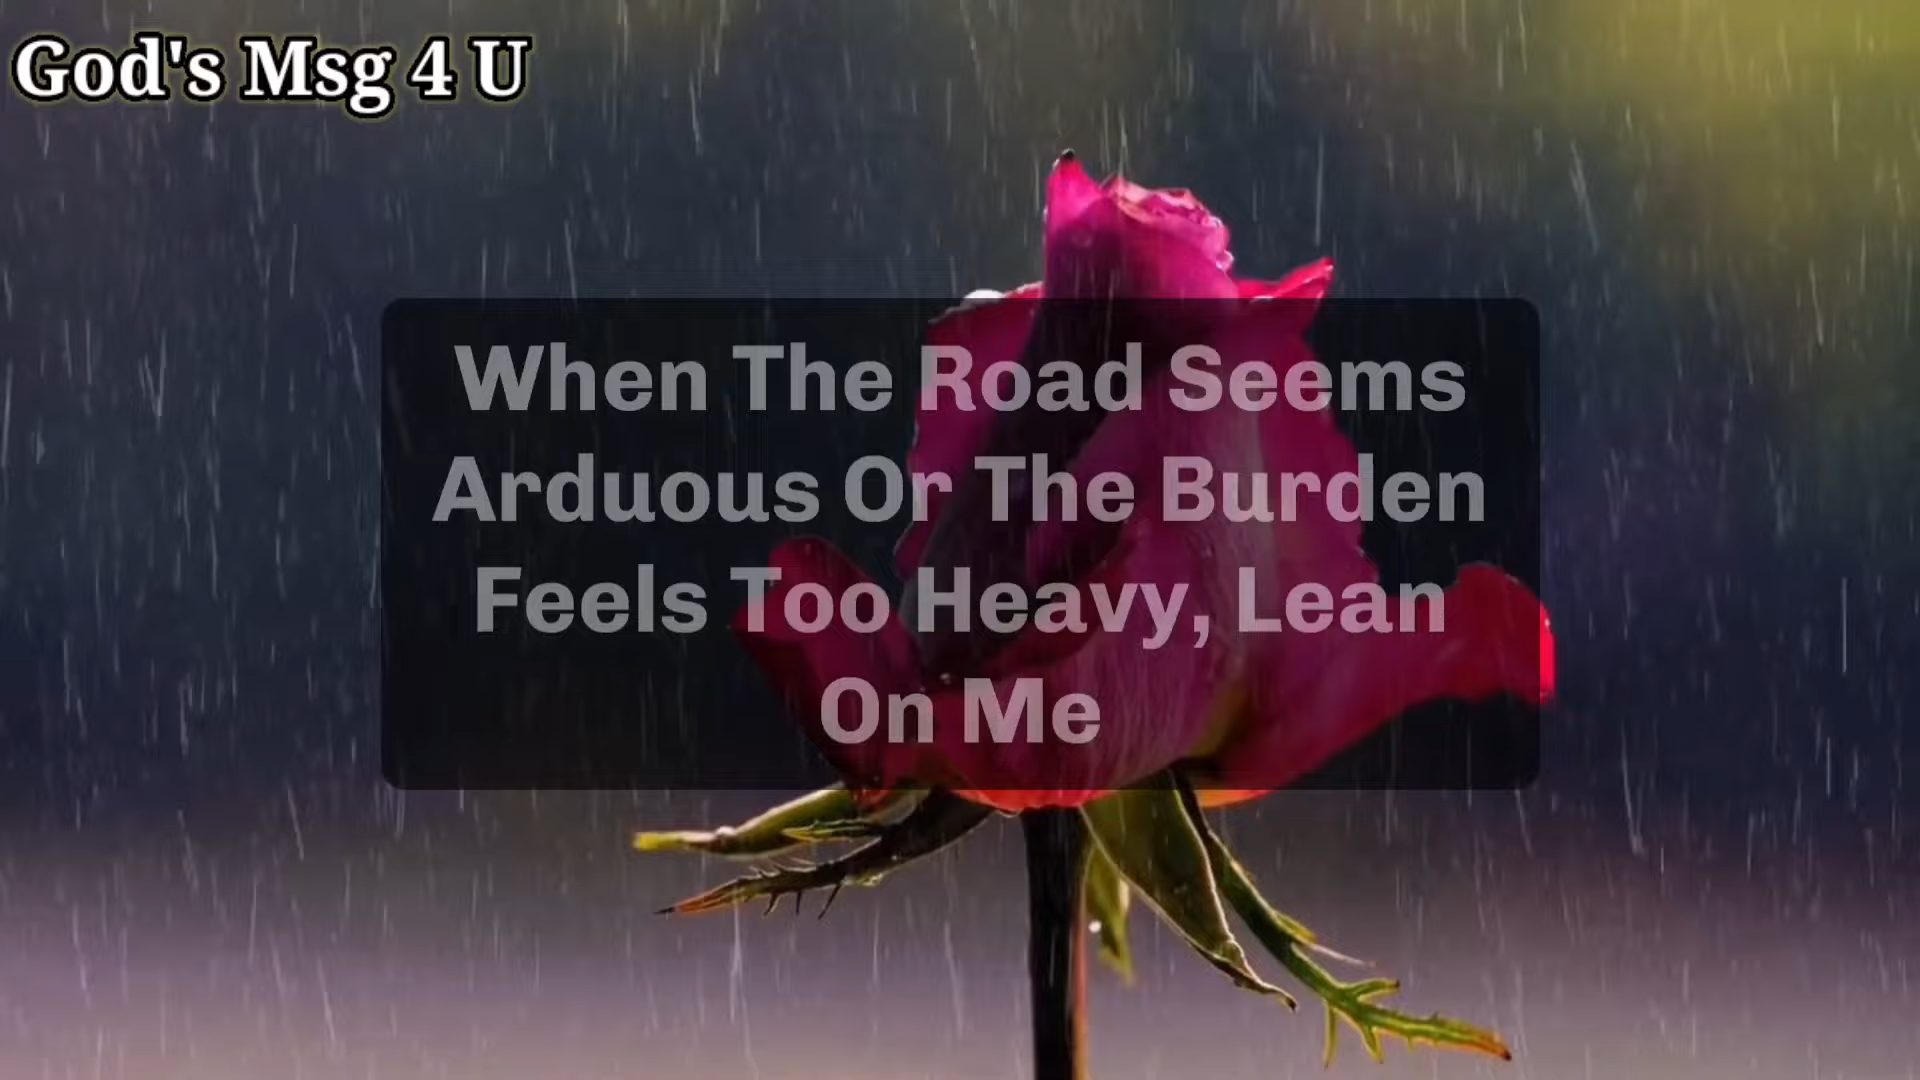 God's Msg 4 U
When The Road Seems
Arduous Or The Burden
Feels Too Heavy, Lean
On Me